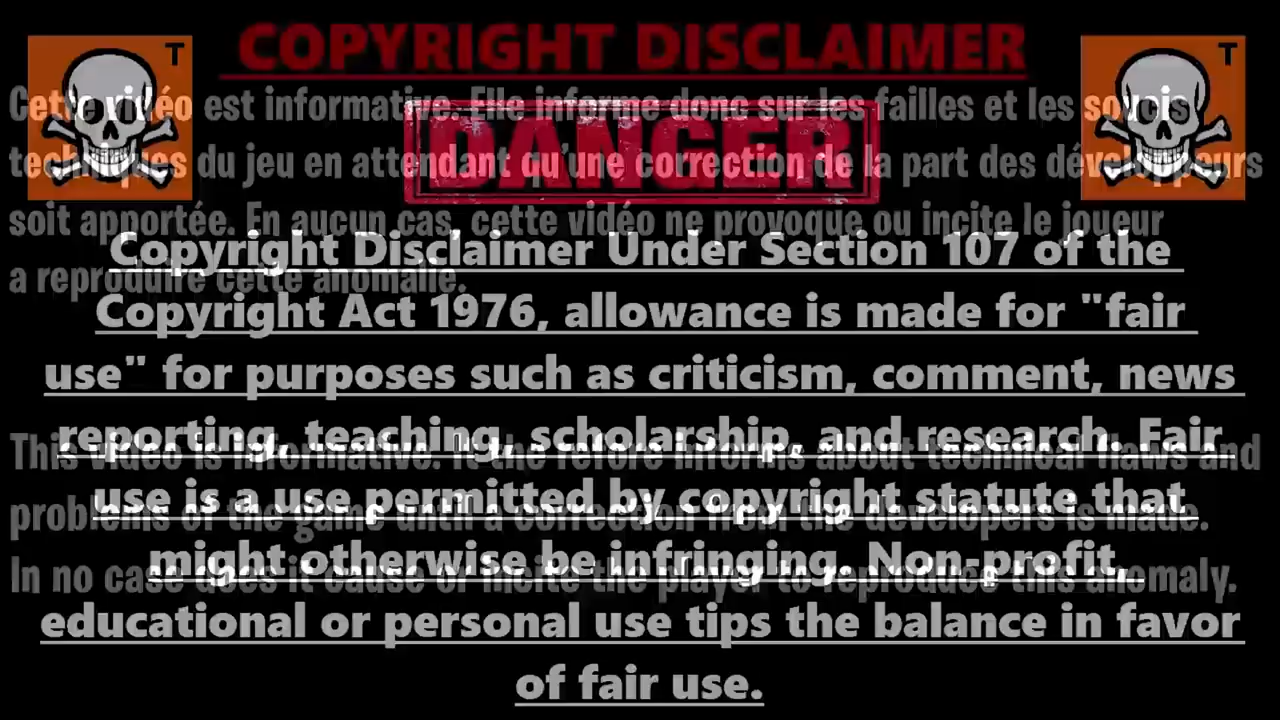 COPYRIGHT DISCLAIMER
T
T
DANGER
Cette vidéo est informative. Elle informe donc sur les failles et les soucis
techniques du jeu en attendant qu'une correction de la part des développeurs
soit apportée. En aucun cas, cette vidéo ne provoque ou incite le joueur
a reproduire cette anomalie.
Copyright Disclaimer Under Section 107 of the
Copyright Act 1976, allowance is made for "fair
use" for purposes such as criticism, comment, news
reporting, teaching, scholarship, and research. Fair
use is a use permitted by copyright statute that
might otherwise be infringing. Non-profit,
educational or personal use tips the balance in favor
of fair use.
This video is informative. It the refore informs about technical flaws and
problems of the game until a correction from the developers is made.
In no case does it cause or incite the player to reproduce this anomaly.